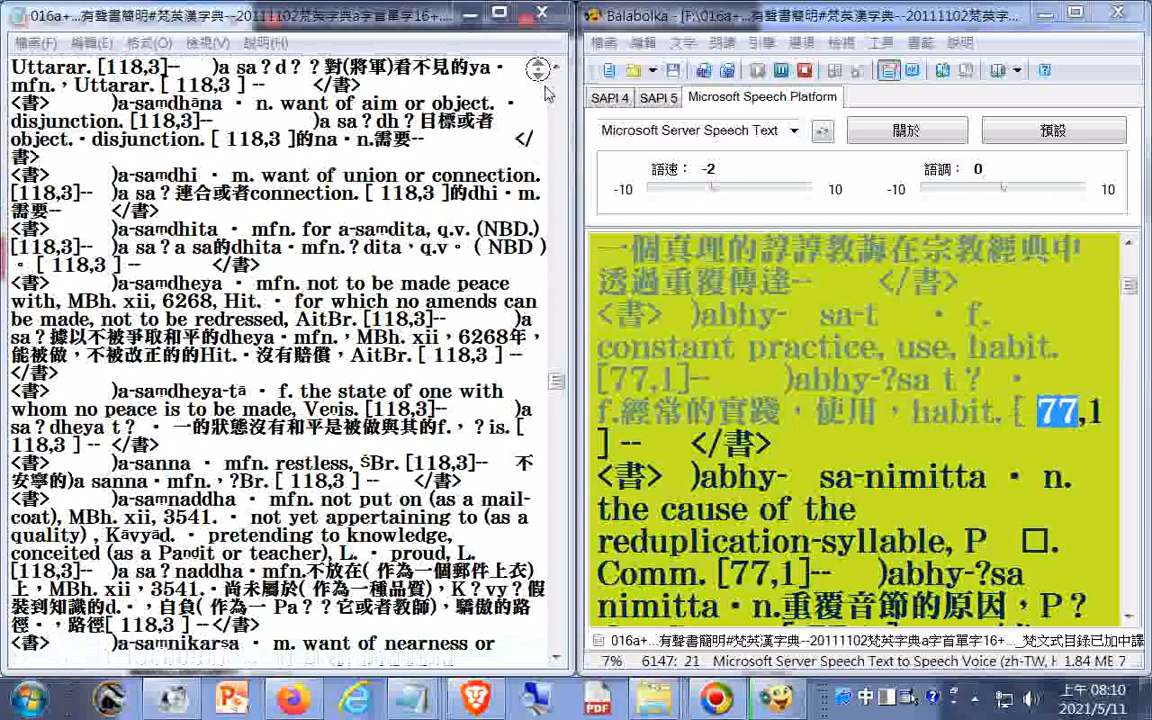 016a+...有聲書簡明#梵英漢字典--20111102梵英字典a字首單字16+...
檔案(F) 編輯(E) 格式(O) 檢視(V) 說明(H)
Uttarar. [118,3]-- )a sa?d??對(將軍)看不見的ya‧
mfn.，Uttarar. [ 118,3 ] -- </書>
<書> )a-saṃdhāna ‧ n. want of aim or object. ‧
disjunction. [118,3]-- )a sa?dh?目標或者
object.‧disjunction. [ 118,3 ]的na‧n.需要-- </
書>
<書> )a-saṃdhi ‧ m. want of union or connection.
[118,3]-- )a sa?連合或者connection. [ 118,3 ]的dhi‧m.
需要-- </書>
<書> )a-saṃdhita ‧ mfn. for a-saṃdita, q.v. (NBD.)
[118,3]-- )a sa?a sa的dhita‧mfn.?dita，q.v。( NBD )
。[ 118,3 ] -- </書>
<書> )a-saṃdheya ‧ mfn. not to be made peace
with, MBh. xii, 6268, Hit. ‧ for which no amends can
be made, not to be redressed, AitBr. [118,3]-- )a
sa?據以不被爭取和平的dheya‧mfn.，MBh. xii，6268年，
能被做，不被改正的的Hit.‧沒有賠償，AitBr. [ 118,3 ] --
</書>
<書> )a-saṃdheya-tā ‧ f. the state of one with
whom no peace is to be made, Veṇis. [118,3]-- )a
sa?dheya t?‧ 一的狀態沒有和平是被做與其的f.，?is. [
118,3 ] -- </書>
<書> )a-sanna ‧ mfn. restless, ŚBr. [118,3]-- 不
安寧的)a sanna‧mfn.，?Br. [ 118,3 ] -- </書>
<書> )a-saṃnaddha ‧ mfn. not put on (as a mail-
coat), MBh. xii, 3541. ‧ not yet appertaining to (as a
quality) , Kāvyād. ‧ pretending to knowledge,
conceited (as a Paṇḍit or teacher), L. ‧ proud, L.
[118,3]-- )a sa?naddha‧mfn.不放在( 作為一個郵件上衣)
上，MBh. xii，3541.‧尚未屬於( 作為一種品質)，K?vy?假
裝到知識的d.‧，自負( 作為一 Pa??它或者教師)，驕傲的路
徑‧，路徑[ 118,3 ] -- </書>
<書> )a-saṃnikarṣa ‧ m. want of nearness or
Balabolka - [F:\016a+...有聲書簡明#梵英漢字典--20111102梵英字...
檔案 編輯 文字 朗讀 引擎 選項 檢視 工具 書籤 說明
SAPI 4 SAPI 5 Microsoft Speech Platform
Microsoft Server Speech Text 關於 預設
語速： -2 語調： 0
-10 10 -10 10
一個真理的諄諄教誨在宗教經典中
透過重覆傳達-- </書>
<書> )abhy- sa-t ‧ f.
constant practice, use, habit.
[77,1]-- )abhy-?sa t? ‧
f.經常的實踐，使用，habit. [ 77,1
] -- </書>
<書> )abhy- sa-nimitta ‧ n.
the cause of the
reduplication-syllable, P □.
Comm. [77,1]-- )abhy-?sa
nimitta‧n.重覆音節的原因，P?
016a+...有聲書簡明#梵英漢字典--20111102梵英字典a字首單字16+..._梵文式目錄已加中譯
7% 6147: 21 Microsoft Server Speech Text to Speech Voice (zh-TW, H 1.84 ME 7
中 上午 08:10
2021/5/11